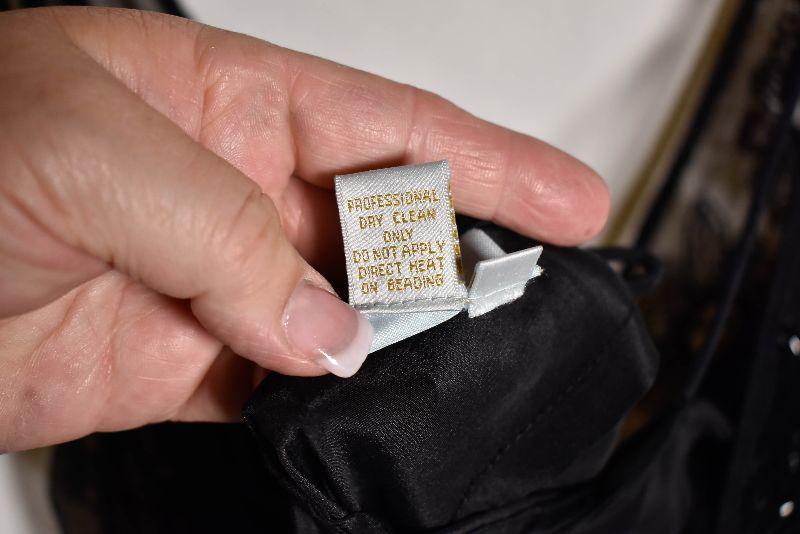 PROFESSIONAL
DRY CLEAN
ONLY
DO NOT APPLY
DIRECT HEAT
ON BEADING